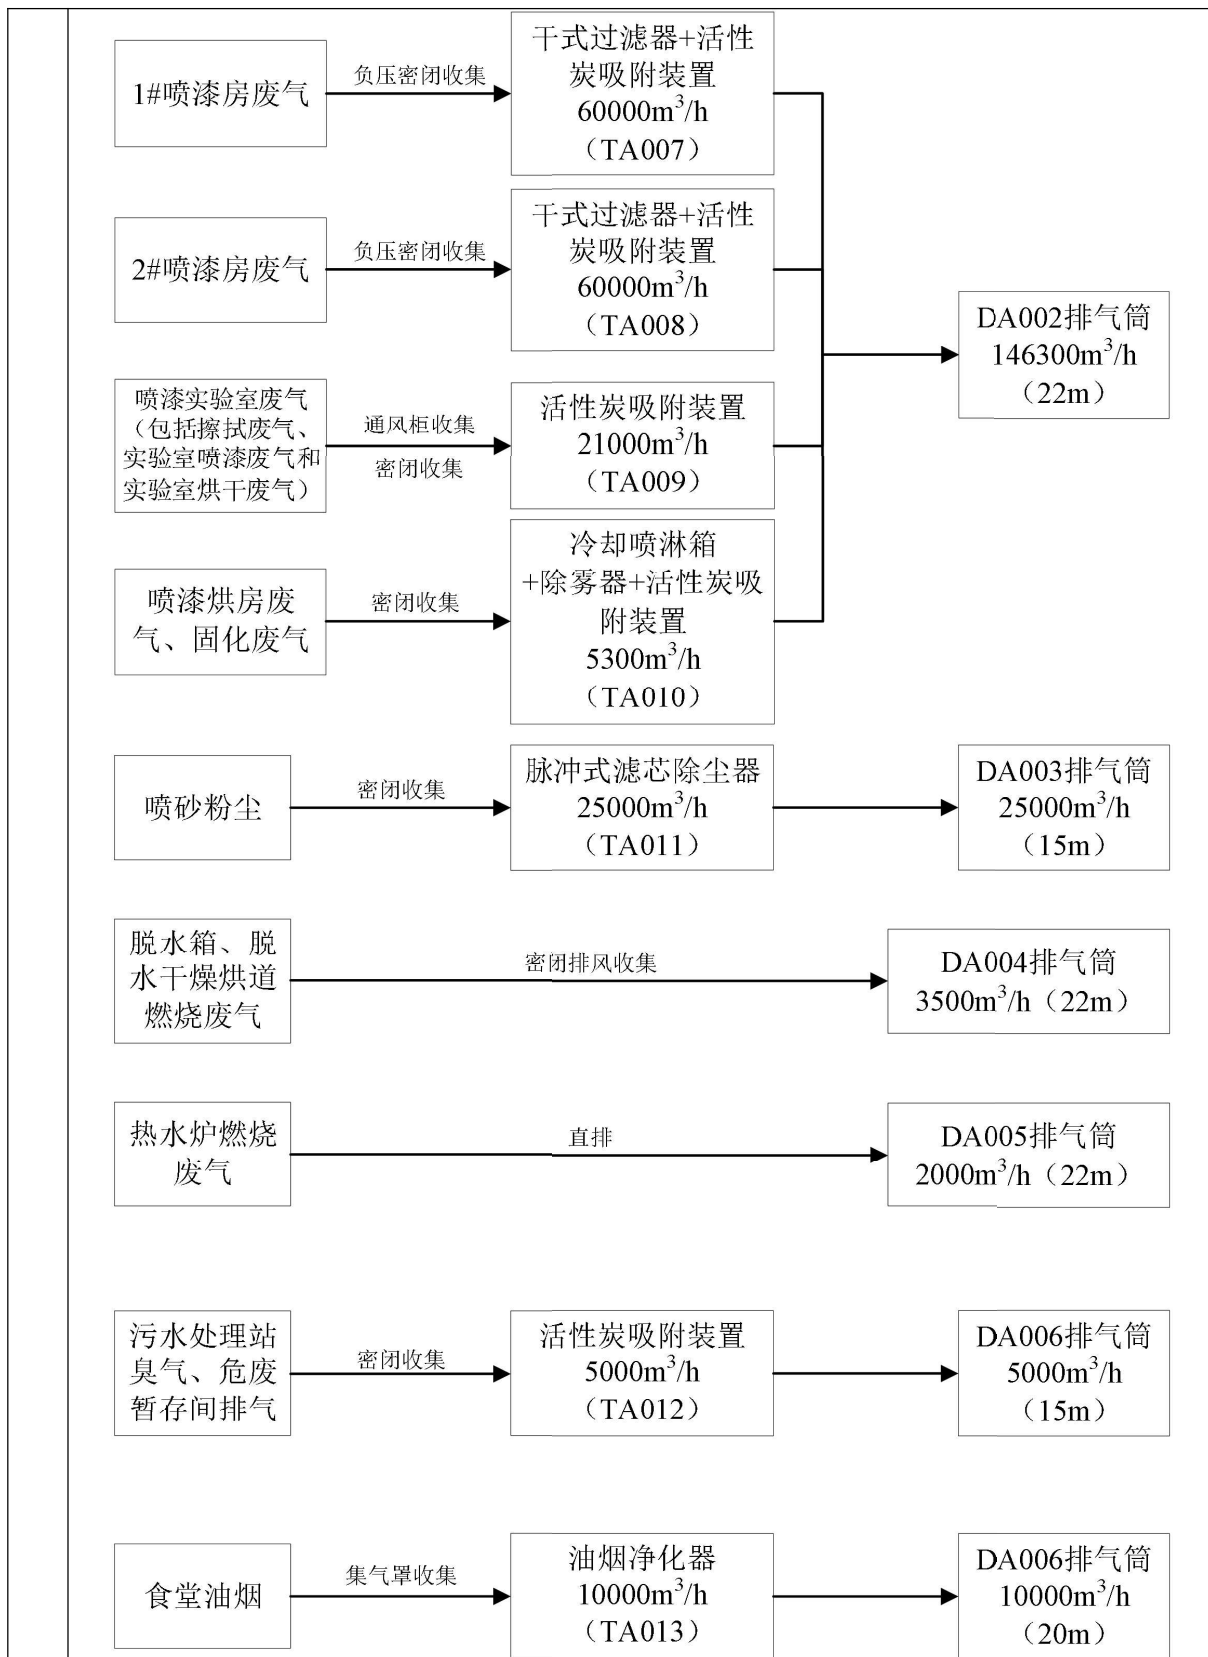 1#喷漆房废气
负压密闭收集
干式过滤器+活性
炭吸附装置
60000m³/h
（TA007）
2#喷漆房废气
负压密闭收集
干式过滤器+活性
炭吸附装置
60000m³/h
（TA008）
喷漆实验室废气
（包括擦拭废气、
实验室喷漆废气和
实验室烘干废气）
通风柜收集
密闭收集
活性炭吸附装置
21000m³/h
（TA009）
喷漆烘房废
气、固化废气
密闭收集
冷却喷淋箱
+除雾器+活性炭吸
附装置
5300m³/h
（TA010）
DA002排气筒
146300m³/h
（22m）
喷砂粉尘
密闭收集
脉冲式滤芯除尘器
25000m³/h
（TA011）
DA003排气筒
25000m³/h
（15m）
脱水箱、脱
水干燥烘道
燃烧废气
密闭排风收集
DA004排气筒
3500m³/h（22m）
热水炉燃烧
废气
直排
DA005排气筒
2000m³/h（22m）
污水处理站
臭气、危废
暂存间排气
密闭收集
活性炭吸附装置
5000m³/h
（TA012）
DA006排气筒
5000m³/h
（15m）
食堂油烟
集气罩收集
油烟净化器
10000m³/h
（TA013）
DA006排气筒
10000m³/h
（20m）